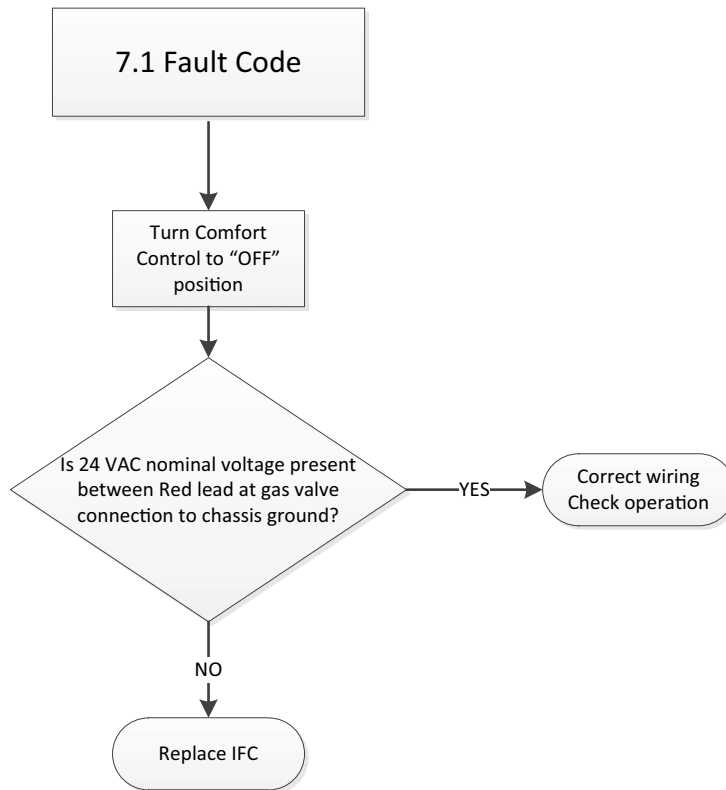 7.1 Fault Code
Turn Comfort
Control to “OFF”
position
Is 24 VAC nominal voltage present
between Red lead at gas valve
connection to chassis ground?
YES
Correct wiring
Check operation
NO
Replace IFC